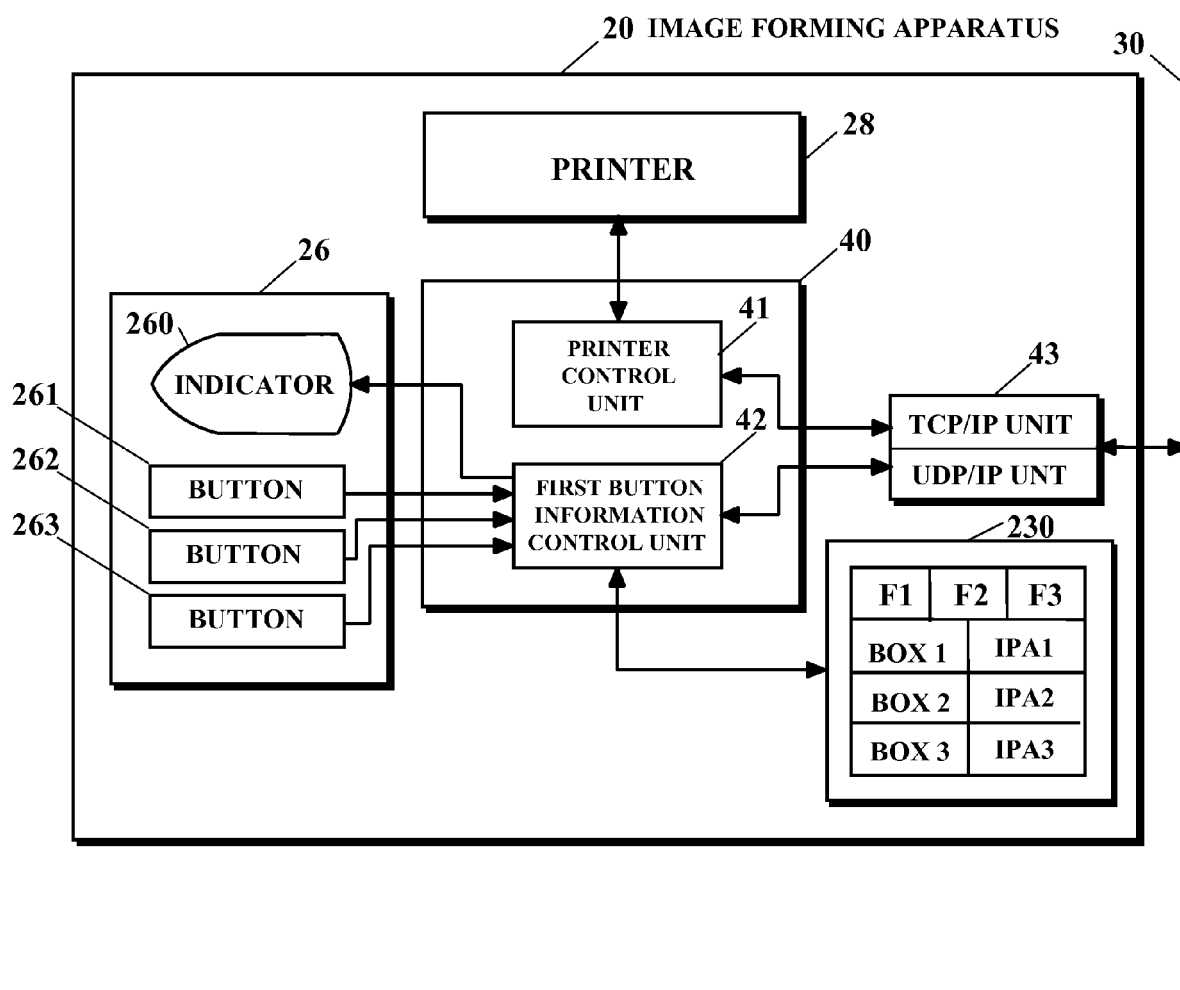 20 IMAGE FORMING APPARATUS
30
28
PRINTER
26
40
260
INDICATOR
41
PRINTER
CONTROL
UNIT
43
261
TCP/IP UNIT
42
262
UDP/IP UNT
BUTTON
FIRST BUTTON
INFORMATION
CONTROL UNIT
263
230
BUTTON
F1 F2 F3
BUTTON
BOX 1 IPA1
BOX 2 IPA2
BOX 3 IPA3